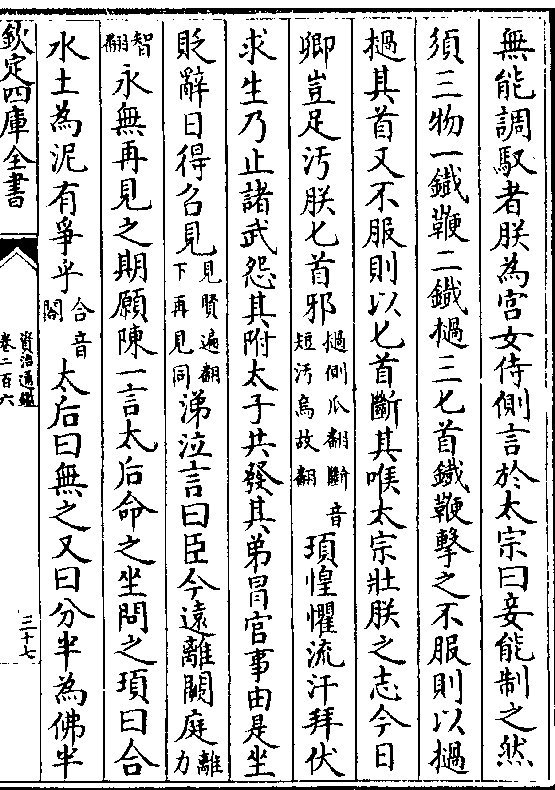 無能調馭者朕為宫女侍側言於太宗曰妾能制之然
須三物一鐵鞭二鐵檛三匕首鐵鞭擊之不服則以檛
檛其首又不服則以匕首斷其喉太宗壯朕之志今日
卿豈足汚朕匕首邪檛側瓜翻斷音短汚烏故翻頊惶懼流汗拜伏
求生乃止諸武怨其附太子共發其弟冒官事由是坐
貶辭日得召見見賢遍翻下再見同涕泣言曰臣今遠離闕庭離力
智翻永無再見之期願陳一言太后命之坐問之頊曰合
水土為泥有爭乎合音閤太后曰無之又曰分半為佛半
欽定四庫全書
資治通鑑
卷二百六
三十七